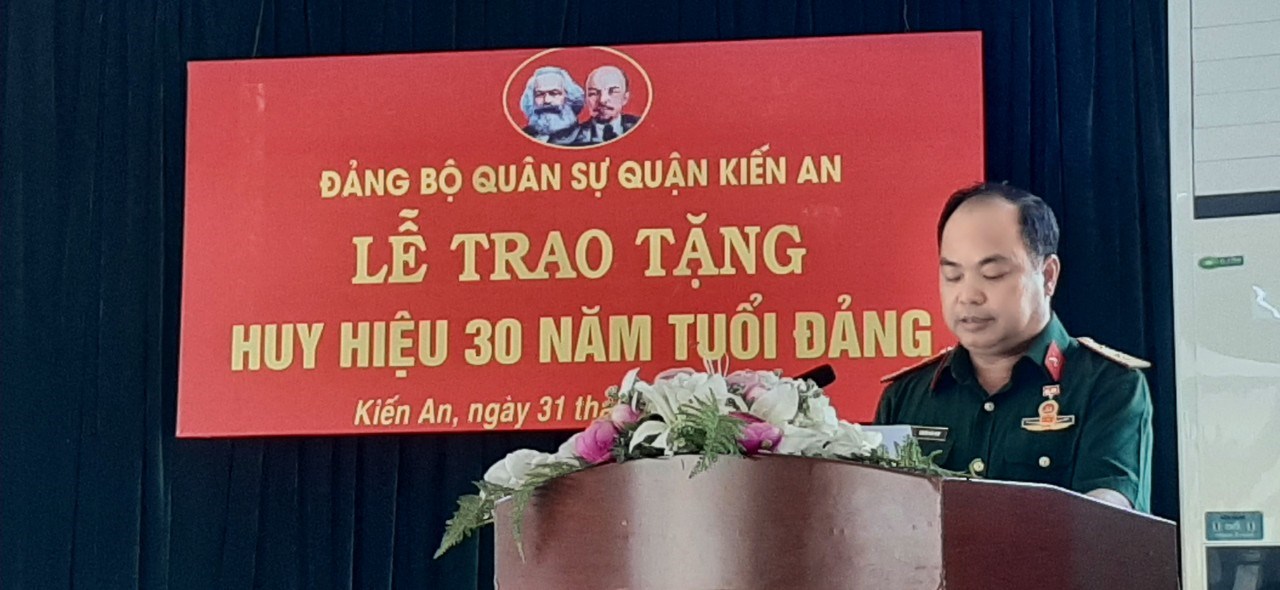 ĐẢNG BỘ QUÂN SỰ QUẬN KIẾN AN
LỄ TRAO TẶNG
HUY HIỆU 30 NĂM TUỔI ĐẢNG
Kiến An, ngày 31